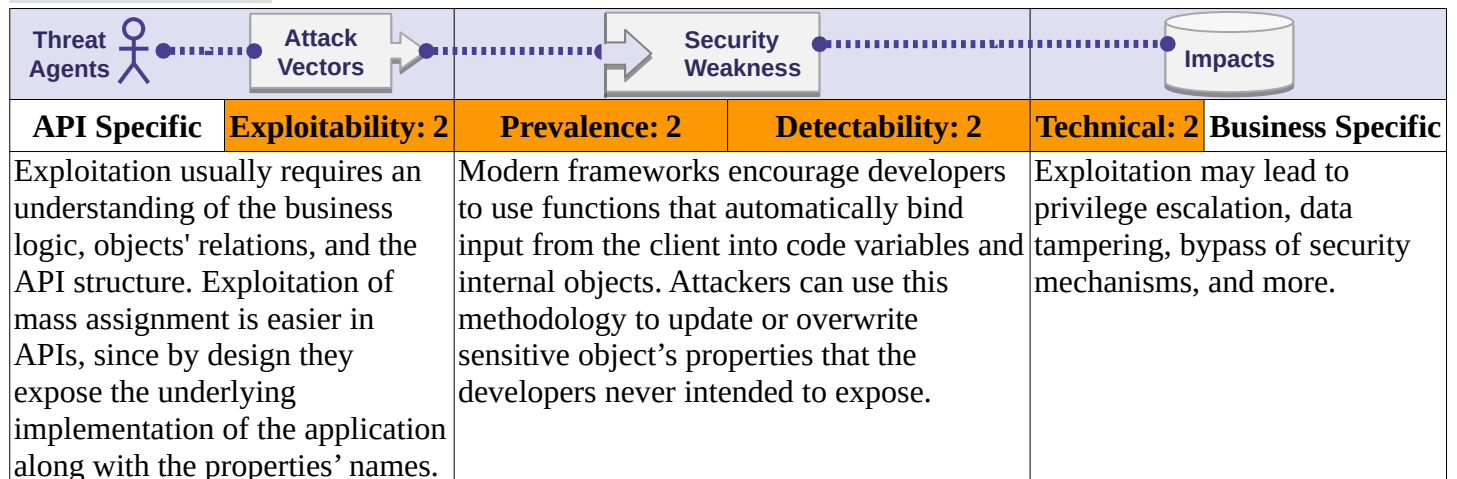 Threat
Agents
Attack
Vectors
Security
Weakness
Impacts
API Specific
Exploitability: 2
Prevalence: 2
Detectability: 2
Technical: 2
Business Specific
Exploitation usually requires an
understanding of the business
logic, objects' relations, and the
API structure. Exploitation of
mass assignment is easier in
APIs, since by design they
expose the underlying
implementation of the application
along with the properties’ names.
Modern frameworks encourage developers
to use functions that automatically bind
input from the client into code variables and
internal objects. Attackers can use this
methodology to update or overwrite
sensitive object’s properties that the
developers never intended to expose.
Exploitation may lead to
privilege escalation, data
tampering, bypass of security
mechanisms, and more.